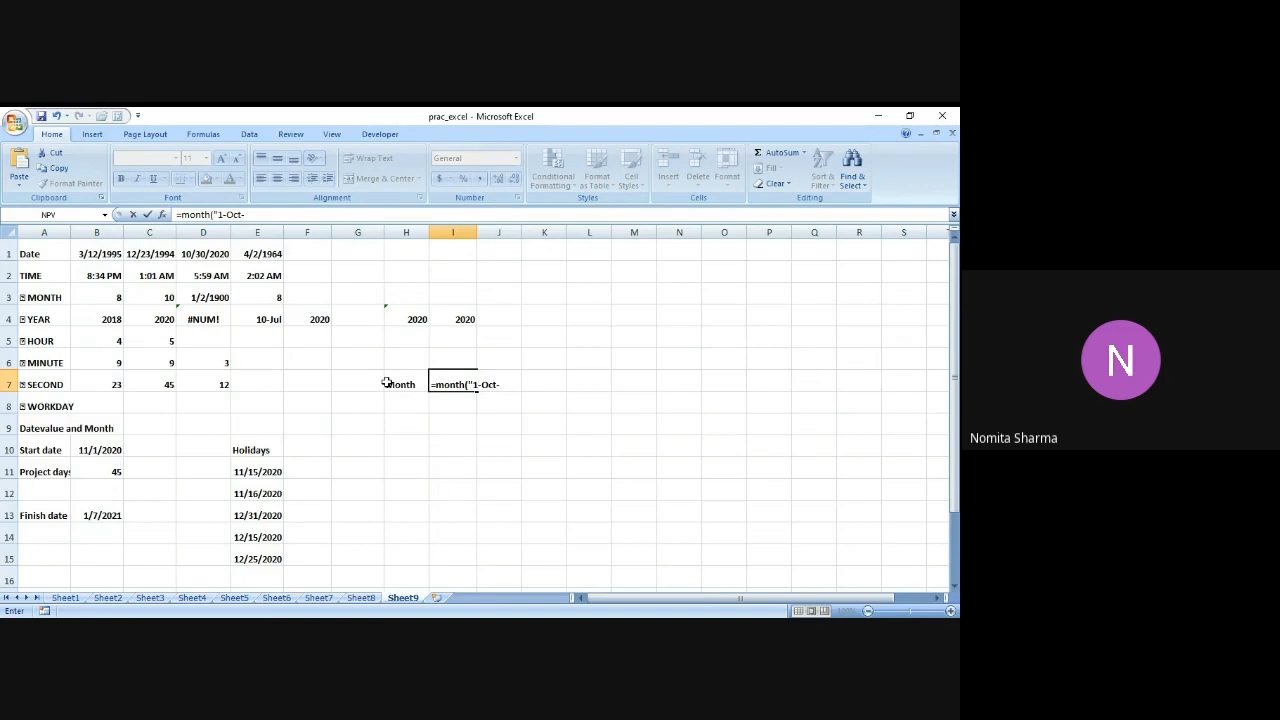 prac_excel - Microsoft Excel
Home Insert Page Layout Formulas Data Review View Developer
Paste Cut Copy Format Painter
Clipboard
11 A A
B I U
Font
Wrap Text
Merge & Center
Alignment
General
$ % ,
Number
Conditional Formatting Format as Table Cell Styles
Styles
Insert Delete Format
Cells
Σ AutoSum Fill Clear
Sort & Filter Find & Select
Editing
NPV fx =month("1-Oct-
A B C D E F G H I J K L M N O P Q R S
1 Date 3/12/1995 12/23/1994 10/30/2020 4/2/1964
2 TIME 8:34 PM 1:01 AM 5:59 AM 2:02 AM
3 MONTH 8 10 1/2/1900 8
4 YEAR 2018 2020 #NUM! 10-Jul 2020 2020 2020
5 HOUR 4 5
6 MINUTE 9 9 3
7 SECOND 23 45 12 Month =month("1-Oct-
8 WORKDAY
9 Datevalue and Month
10 Start date 11/1/2020 Holidays
11 Project days 45 11/15/2020
12 11/16/2020
13 Finish date 1/7/2021 12/31/2020
14 12/15/2020
15 12/25/2020
16
Sheet1 Sheet2 Sheet3 Sheet4 Sheet5 Sheet6 Sheet7 Sheet8 Sheet9
Enter 100%
N
Nomita Sharma